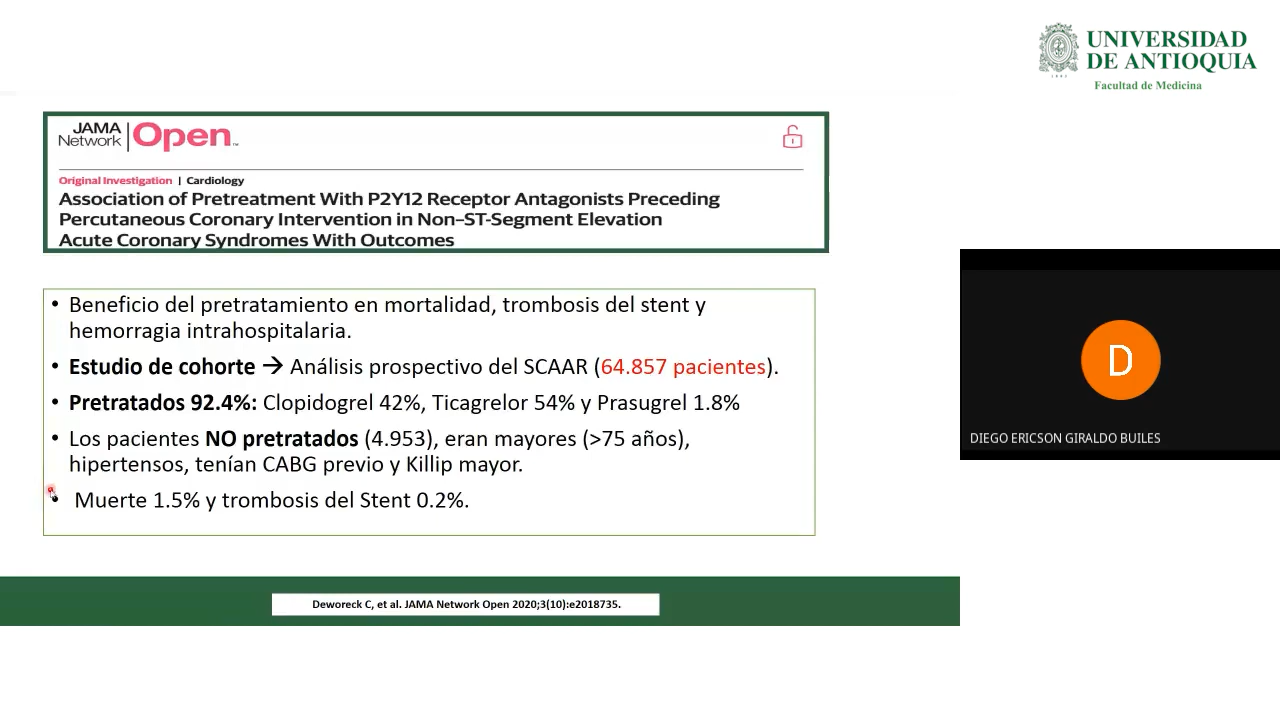 UNIVERSIDAD
DE ANTIOQUIA
Facultad de Medicina
1803
JAMA
Network
Open™
Original Investigation | Cardiology
Association of Pretreatment With P2Y12 Receptor Antagonists Preceding
Percutaneous Coronary Intervention in Non–ST-Segment Elevation
Acute Coronary Syndromes With Outcomes
• Beneficio del pretratamiento en mortalidad, trombosis del stent y
hemorragia intrahospitalaria.
• Estudio de cohorte → Análisis prospectivo del SCAAR (64.857 pacientes).
• Pretratados 92.4%: Clopidogrel 42%, Ticagrelor 54% y Prasugrel 1.8%
• Los pacientes NO pretratados (4.953), eran mayores (>75 años),
hipertensos, tenían CABG previo y Killip mayor.
• Muerte 1.5% y trombosis del Stent 0.2%.
Deworeck C, et al. JAMA Network Open 2020;3(10):e2018735.
D
DIEGO ERICSON GIRALDO BUILES